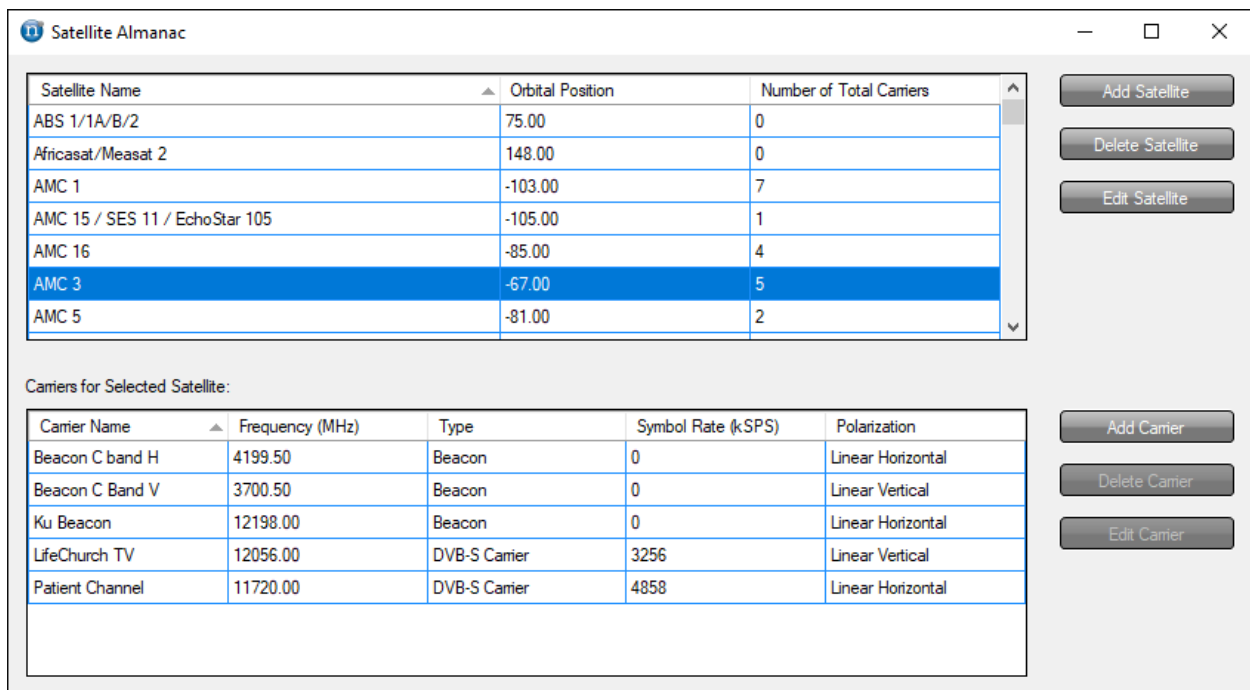 Satellite Almanac
Satellite Name Orbital Position Number of Total Carriers
ABS 1/1A/B/2 75.00 0
Africasat/Measat 2 148.00 0
AMC 1 -103.00 7
AMC 15 / SES 11 / EchoStar 105 -105.00 1
AMC 16 -85.00 4
AMC 3 -67.00 5
AMC 5 -81.00 2
Add Satellite
Delete Satellite
Edit Satellite
Carriers for Selected Satellite:
Carrier Name Frequency (MHz) Type Symbol Rate (kSPS) Polarization
Beacon C band H 4199.50 Beacon 0 Linear Horizontal
Beacon C Band V 3700.50 Beacon 0 Linear Vertical
Ku Beacon 12198.00 Beacon 0 Linear Horizontal
LifeChurch TV 12056.00 DVB-S Carrier 3256 Linear Vertical
Patient Channel 11720.00 DVB-S Carrier 4858 Linear Horizontal
Add Carrier
Delete Carrier
Edit Carrier